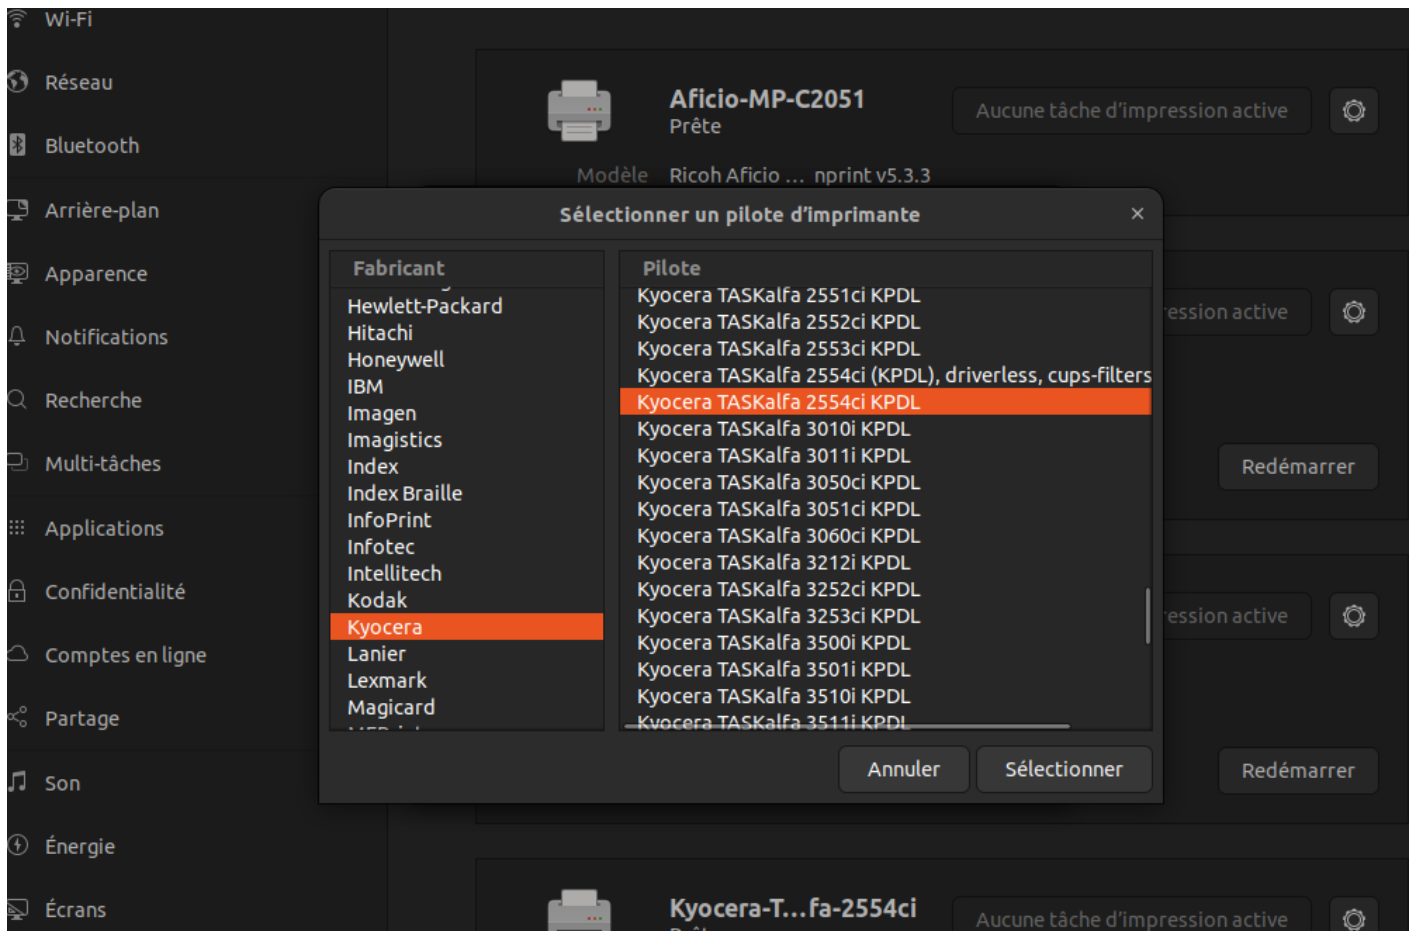 Wi-Fi
Réseau
Bluetooth
Arrière-plan
Apparence
Notifications
Recherche
Multi-tâches
Applications
Confidentialité
Comptes en ligne
Partage
Son
Énergie
Écrans
Aficio-MP-C2051
Prête
Aucune tâche d’impression active
Modèle Ricoh Aficio … nprint v5.3.3
Sélectionner un pilote d’imprimante
Fabricant
Hewlett-Packard
Hitachi
Honeywell
IBM
Imagen
Imagistics
Index
Index Braille
InfoPrint
Infotec
Intellitech
Kodak
Kyocera
Lanier
Lexmark
Magicard
Pilote
Kyocera TASKalfa 2551ci KPDL
Kyocera TASKalfa 2552ci KPDL
Kyocera TASKalfa 2553ci KPDL
Kyocera TASKalfa 2554ci (KPDL), driverless, cups-filters
Kyocera TASKalfa 2554ci KPDL
Kyocera TASKalfa 3010i KPDL
Kyocera TASKalfa 3011i KPDL
Kyocera TASKalfa 3050ci KPDL
Kyocera TASKalfa 3051ci KPDL
Kyocera TASKalfa 3060ci KPDL
Kyocera TASKalfa 3212i KPDL
Kyocera TASKalfa 3252ci KPDL
Kyocera TASKalfa 3253ci KPDL
Kyocera TASKalfa 3500i KPDL
Kyocera TASKalfa 3501i KPDL
Kyocera TASKalfa 3510i KPDL
Kyocera TASKalfa 3511i KPDL
Annuler
Sélectionner
ression active
Redémarrer
ression active
Redémarrer
Kyocera-T…fa-2554ci
Aucune tâche d’impression active